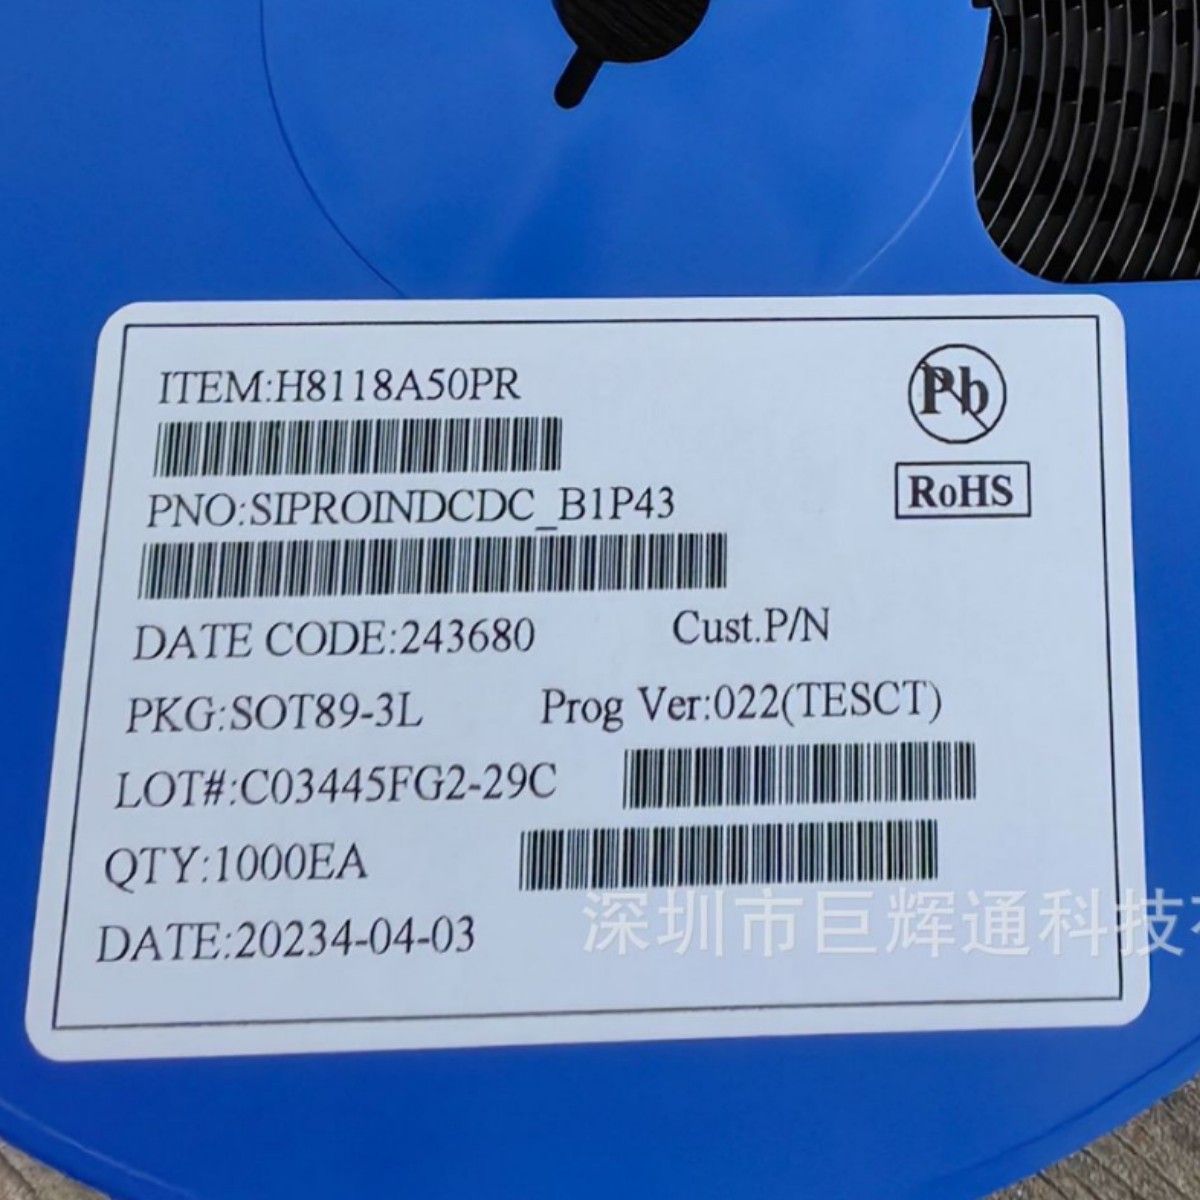 ITEM:H8118A50PR
Pb
RoHS
PNO:SIPROINDCDC_B1P43
DATE CODE:243680 Cust.P/N
PKG:SOT89-3L Prog Ver:022(TESCT)
LOT#:C03445FG2-29C
QTY:1000EA
DATE:20234-04-03
深圳市巨辉通科技